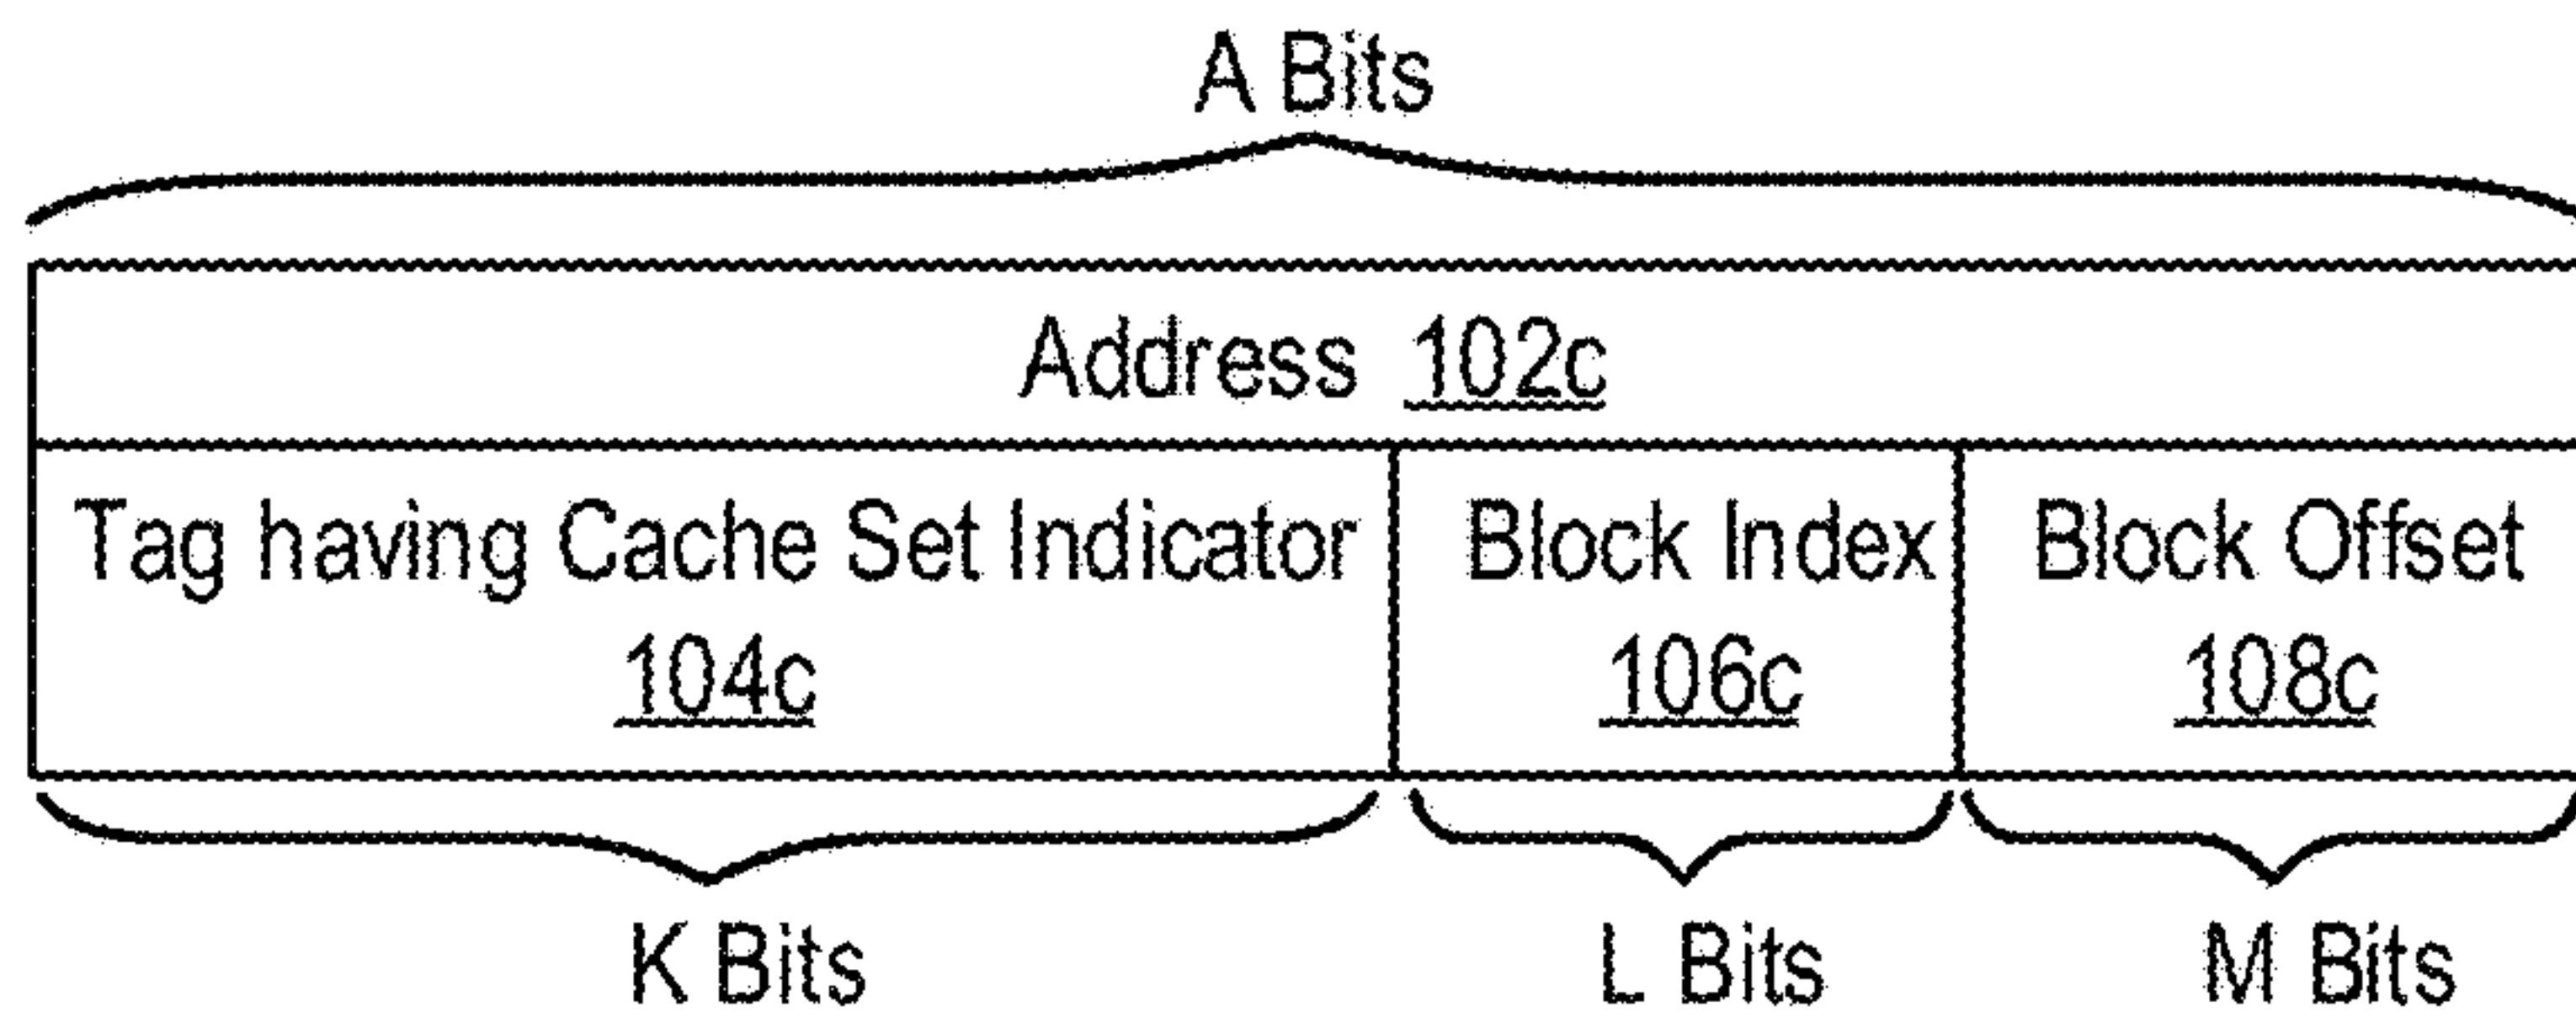 A Bits
Address 102c
Tag having Cache Set Indicator
104c
Block Index
106c
Block Offset
108c
K Bits
L Bits
M Bits